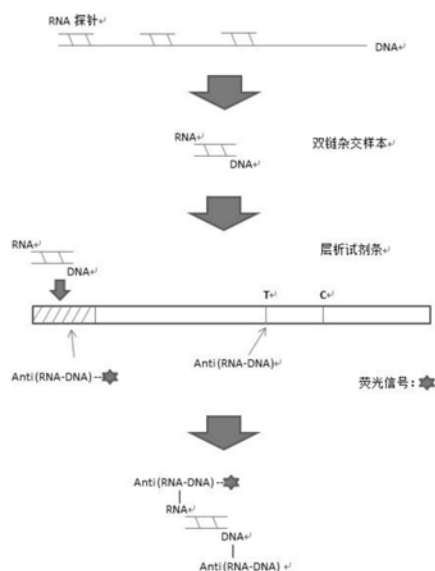 RNA 探针
DNA
RNA
双链杂交样本
DNA
RNA
层析试剂条
DNA
T
C
Anti(RNA-DNA)--
Anti(RNA-DNA)
荧光信号：
Anti(RNA-DNA)--
RNA
DNA
Anti(RNA-DNA)